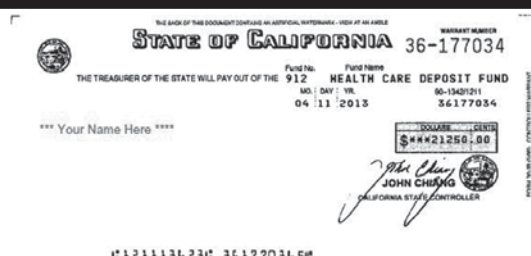 THE BACK OF THIS DOCUMENT CONTAINS AN ARTIFICIAL WATERMARK - VIEW AT AN ANGLE
STATE OF CALIFORNIA
WARRANT NUMBER
36-177034
Fund No. Fund Name
THE TREASURER OF THE STATE WILL PAY OUT OF THE 912 HEALTH CARE DEPOSIT FUND
MO. DAY YR. 90-1342/1211
04 11 2013 36177034
*** Your Name Here ****
DOLLARS CENTS
$***21250.00
John Chiang
JOHN CHIANG
CALIFORNIA STATE CONTROLLER